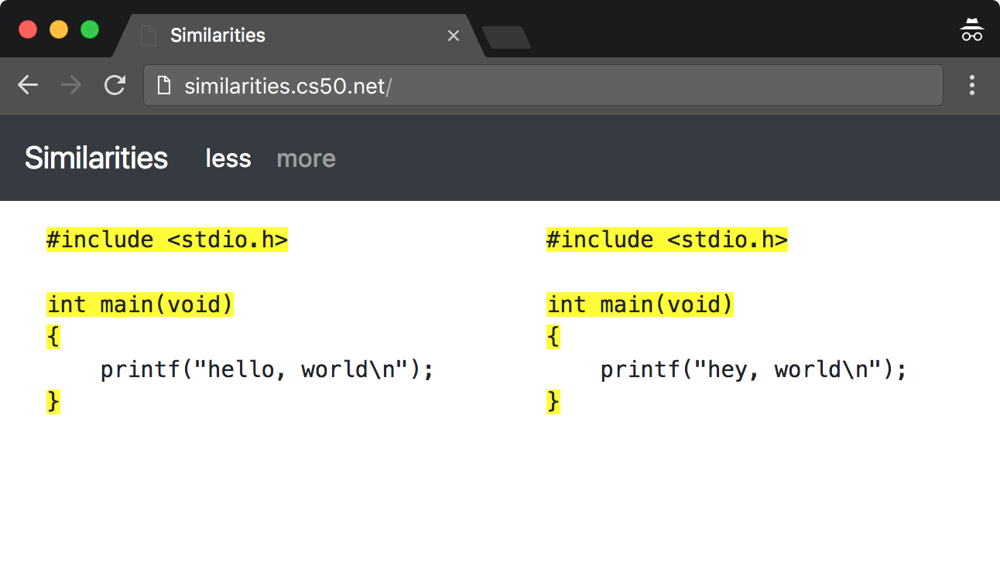 Similarities
similarities.cs50.net/
Similarities less more
#include <stdio.h>
int main(void)
{
    printf("hello, world\n");
}
#include <stdio.h>
int main(void)
{
    printf("hey, world\n");
}